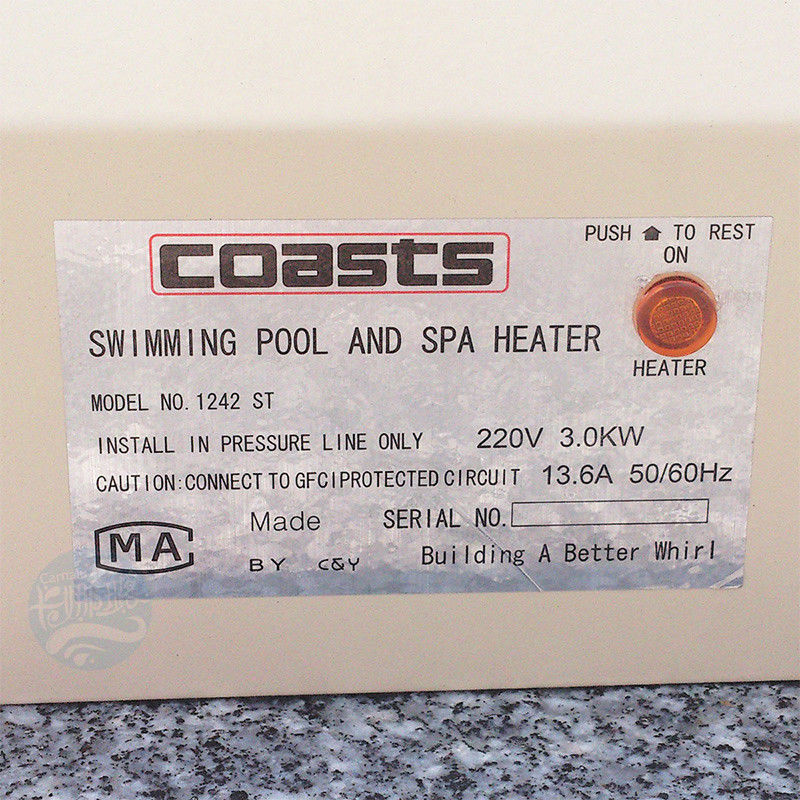 coasts
PUSH TO REST
ON
SWIMMING POOL AND SPA HEATER
HEATER
MODEL NO. 1242 ST
INSTALL IN PRESSURE LINE ONLY 220V 3.0KW
CAUTION:CONNECT TO GFCIPROTECTED CIRCUIT 13.6A 50/60Hz
MA
Made
SERIAL NO.
BY C&Y
Building A Better Whirl